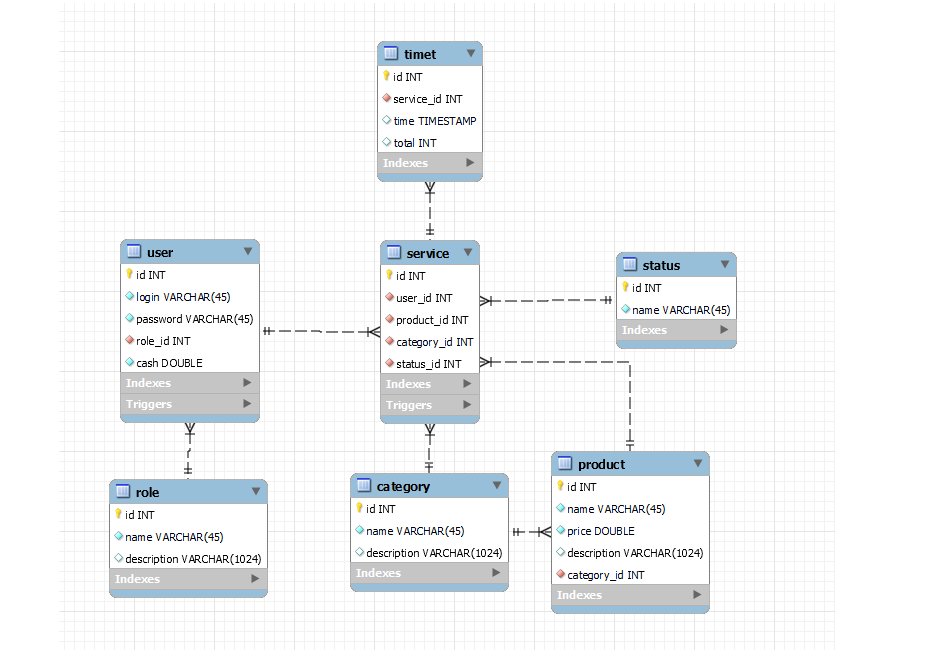 timet
id INT
service_id INT
time TIMESTAMP
total INT
Indexes
user
id INT
login VARCHAR(45)
password VARCHAR(45)
role_id INT
cash DOUBLE
Indexes
Triggers
service
id INT
user_id INT
product_id INT
category_id INT
status_id INT
Indexes
Triggers
status
id INT
name VARCHAR(45)
Indexes
role
id INT
name VARCHAR(45)
description VARCHAR(1024)
Indexes
category
id INT
name VARCHAR(45)
description VARCHAR(1024)
Indexes
product
id INT
name VARCHAR(45)
price DOUBLE
description VARCHAR(1024)
category_id INT
Indexes